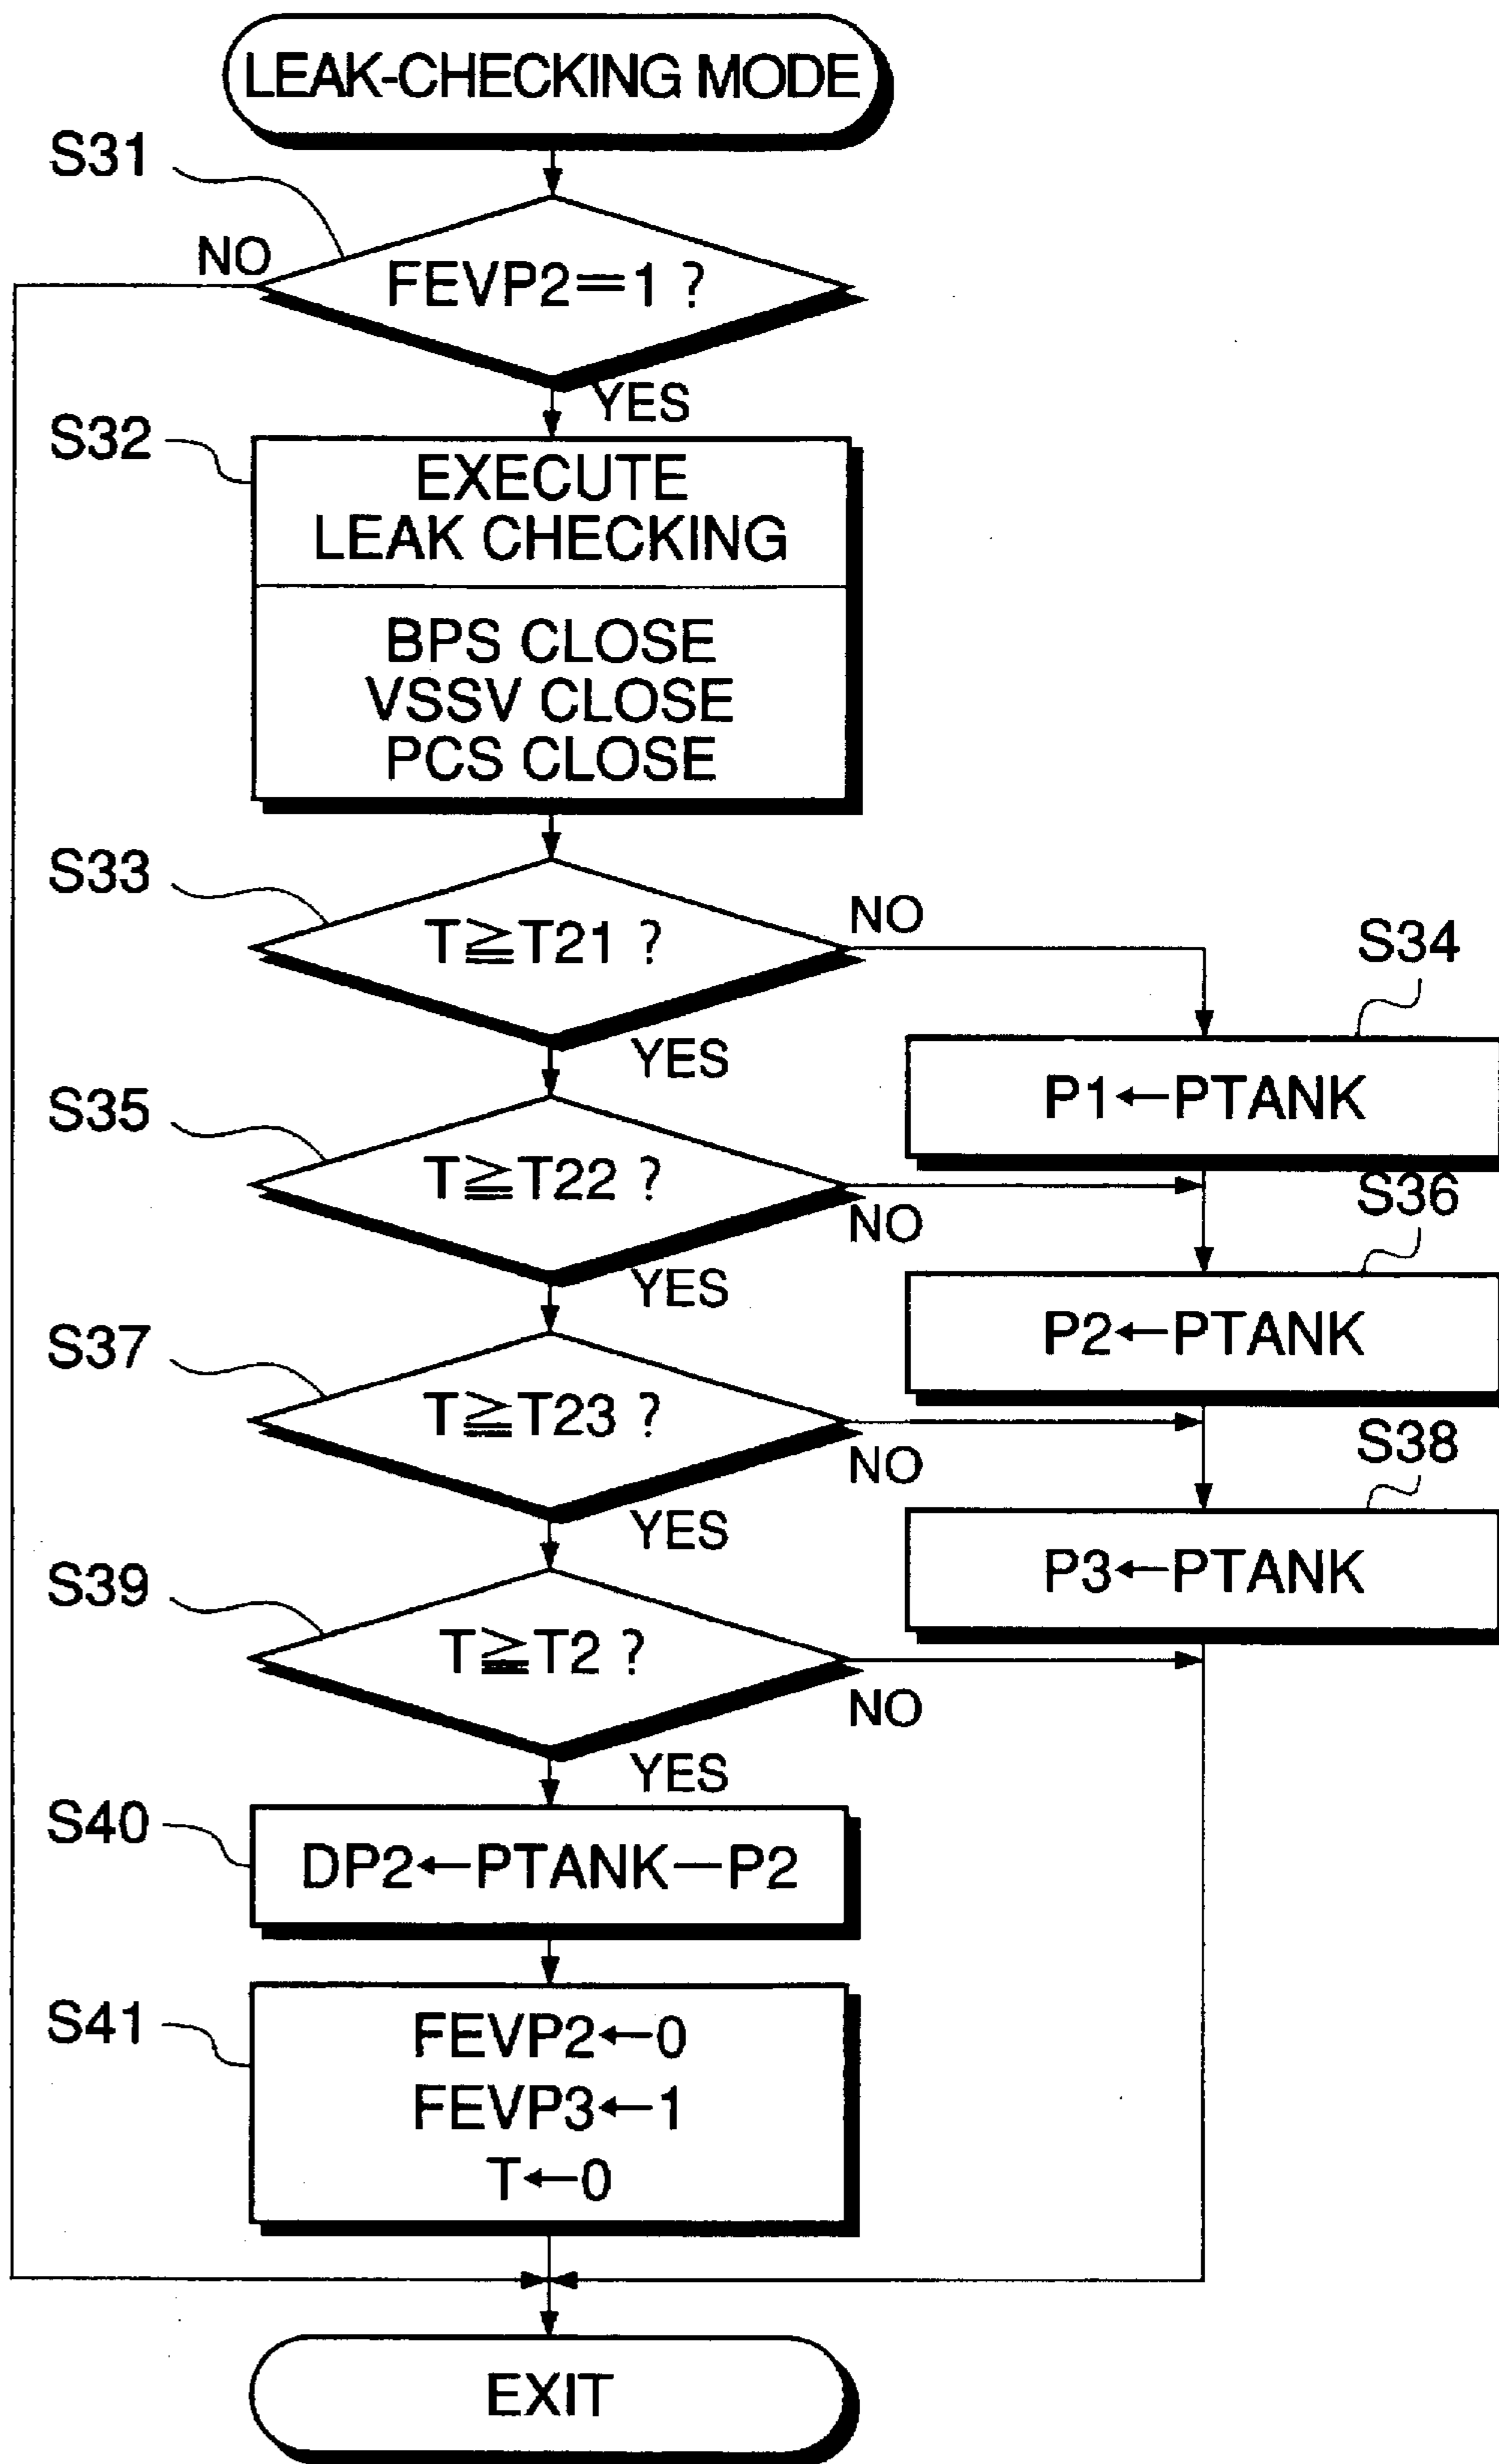 LEAK-CHECKING MODE
S31
NO
FEVP2=1 ?
YES
S32
EXECUTE
LEAK CHECKING
BPS CLOSE
VSSV CLOSE
PCS CLOSE
S33
T≧T21 ?
NO
YES
S34
P1←PTANK
S35
T≧T22 ?
NO
YES
S36
P2←PTANK
S37
T≧T23 ?
NO
YES
S38
P3←PTANK
S39
T≧T2 ?
NO
YES
S40
DP2←PTANK—P2
S41
FEVP2←0
FEVP3←1
T←0
EXIT